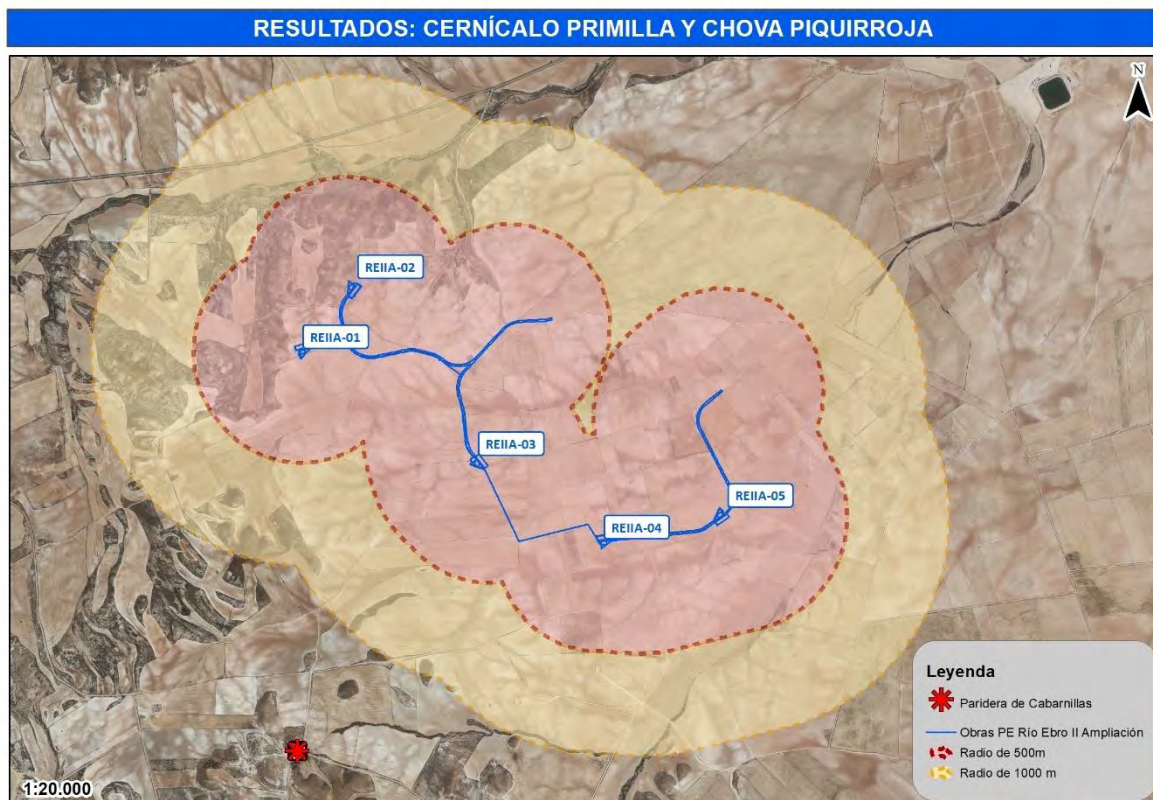 RESULTADOS: CERNÍCALO PRIMILLA Y CHOVA PIQUIRROJA
N
REIIA-02
REIIA-01
REIIA-03
REIIA-05
REIIA-04
Leyenda
Paridera de Cabarnillas
Obras PE Río Ebro II Ampliación
Radio de 500m
Radio de 1000 m
1:20.000